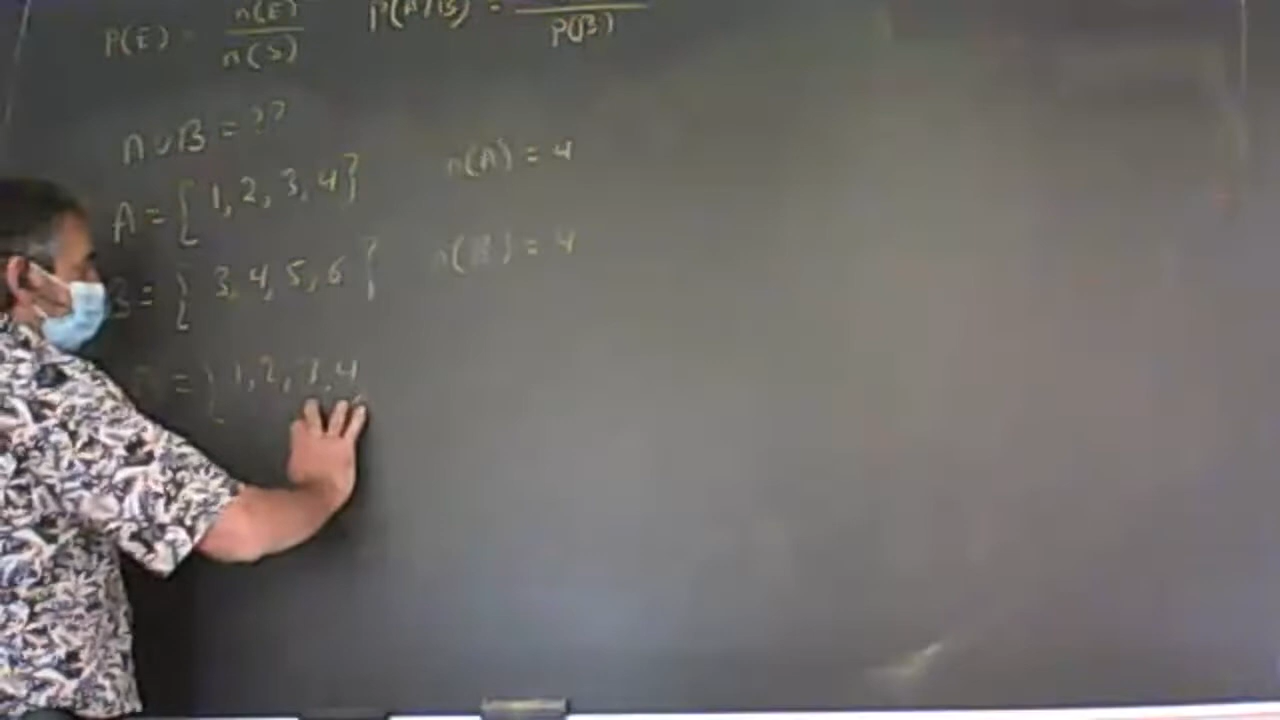 P(E) = n(E) / n(S)
P(A/B) = / P(B)
A∪B = ??
A = { 1, 2, 3, 4 }
n(A) = 4
B = { 3, 4, 5, 6 }
n(B) = 4
= { 1, 2, 3, 4